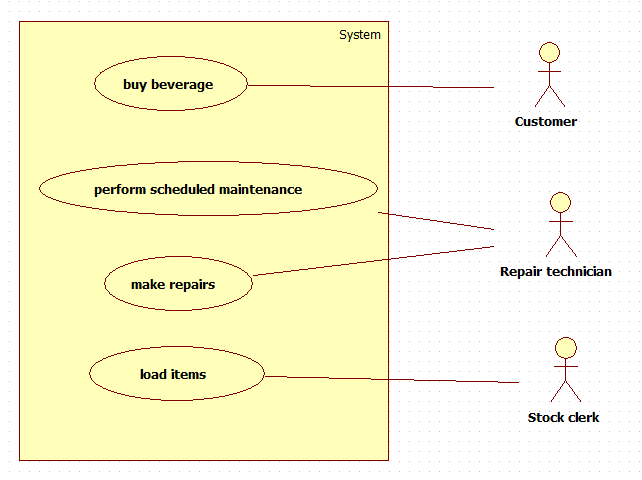 System
buy beverage
Customer
perform scheduled maintenance
Repair technician
make repairs
load items
Stock clerk